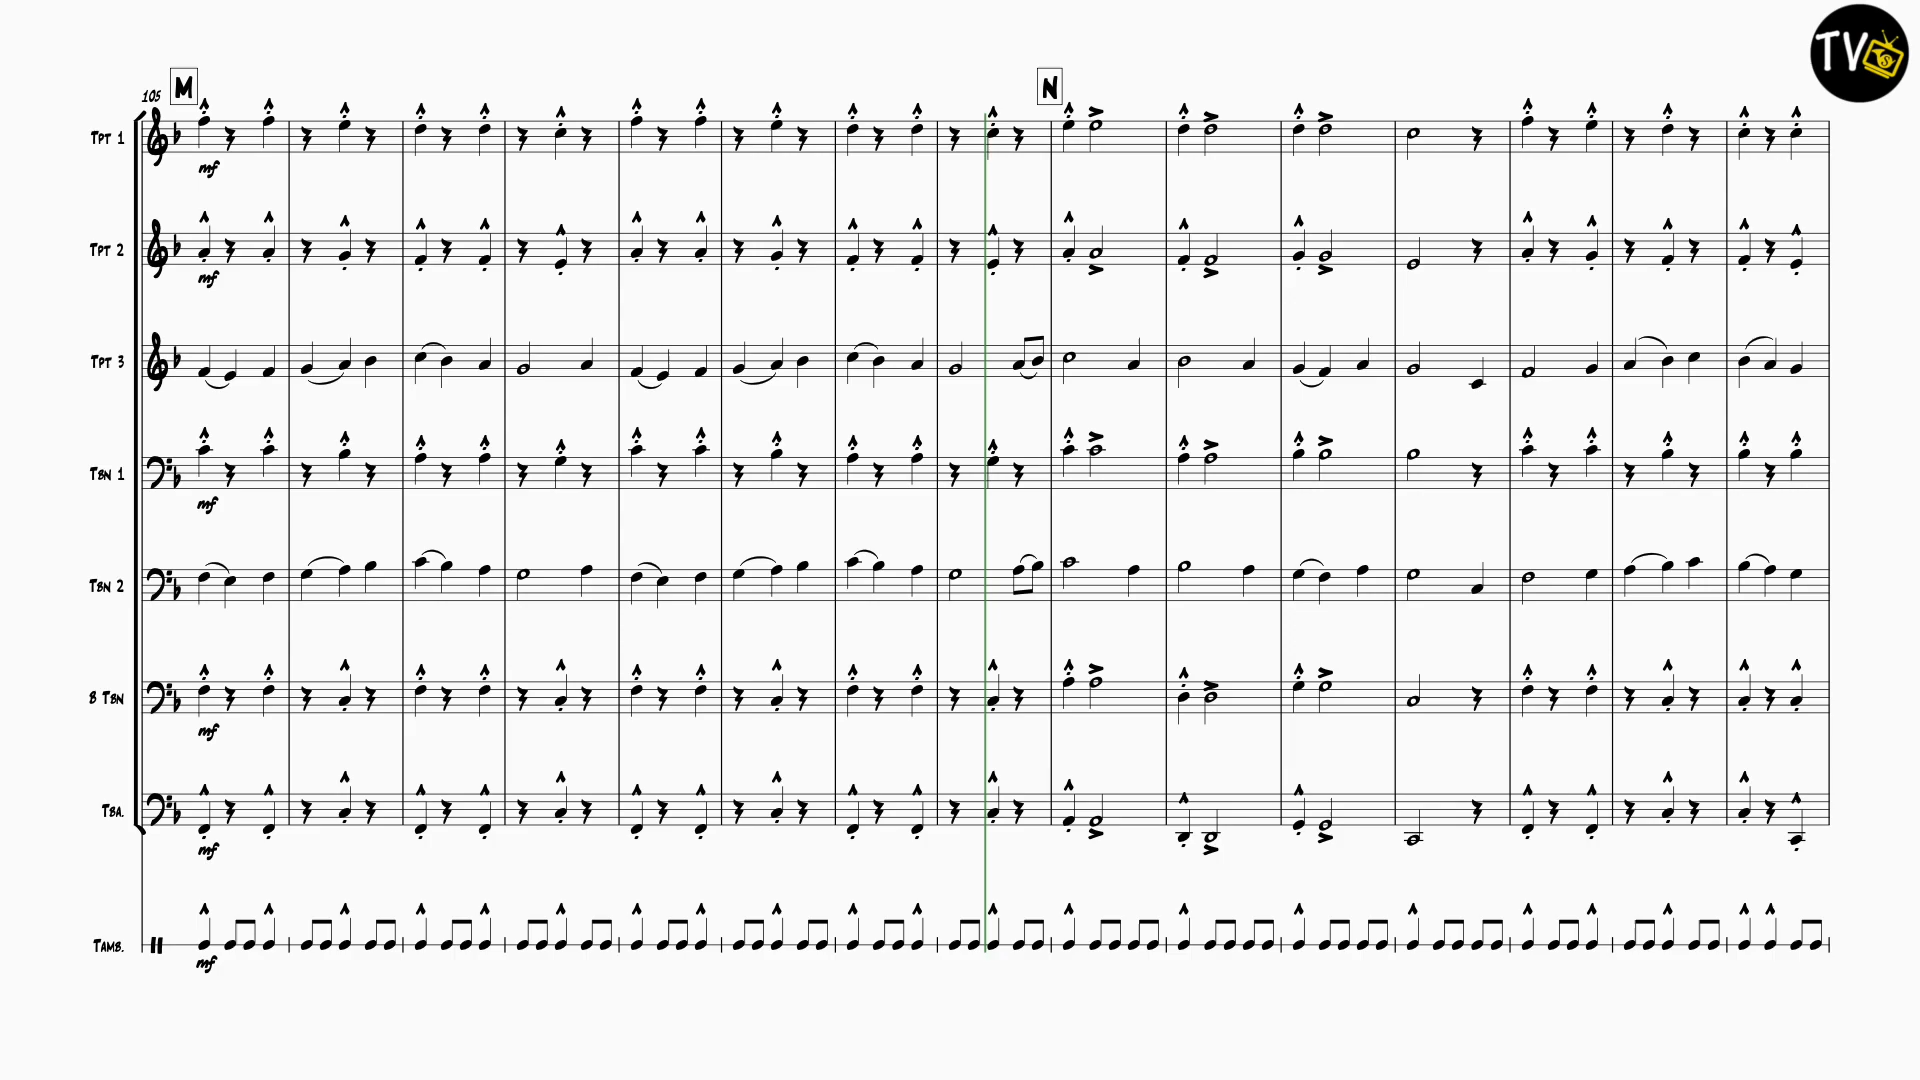 TV
M
N
105
Tpt 1
mf
Tpt 2
mf
Tpt 3
Tbn 1
mf
Tbn 2
B Tbn
mf
Tba.
mf
Tamb.
mf